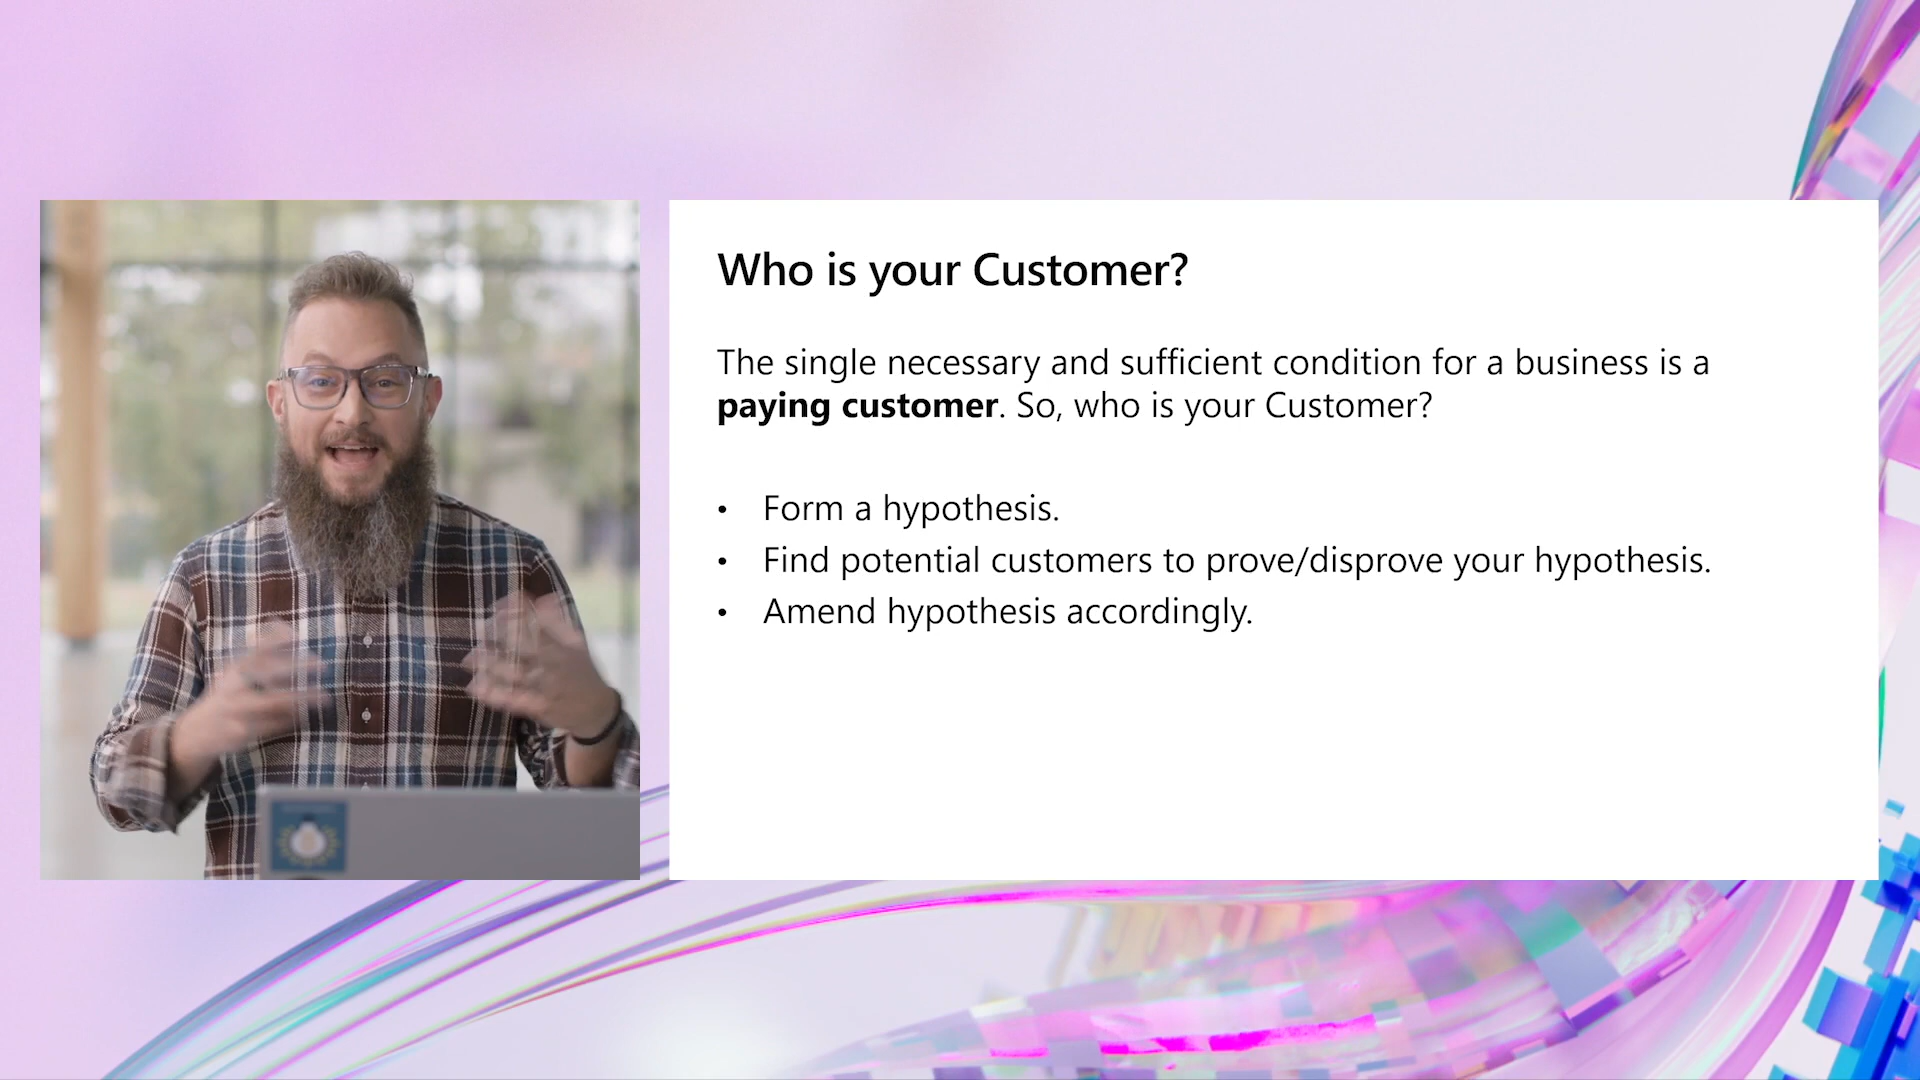 Who is your Customer?
The single necessary and sufficient condition for a business is a
paying customer. So, who is your Customer?
• Form a hypothesis.
• Find potential customers to prove/disprove your hypothesis.
• Amend hypothesis accordingly.